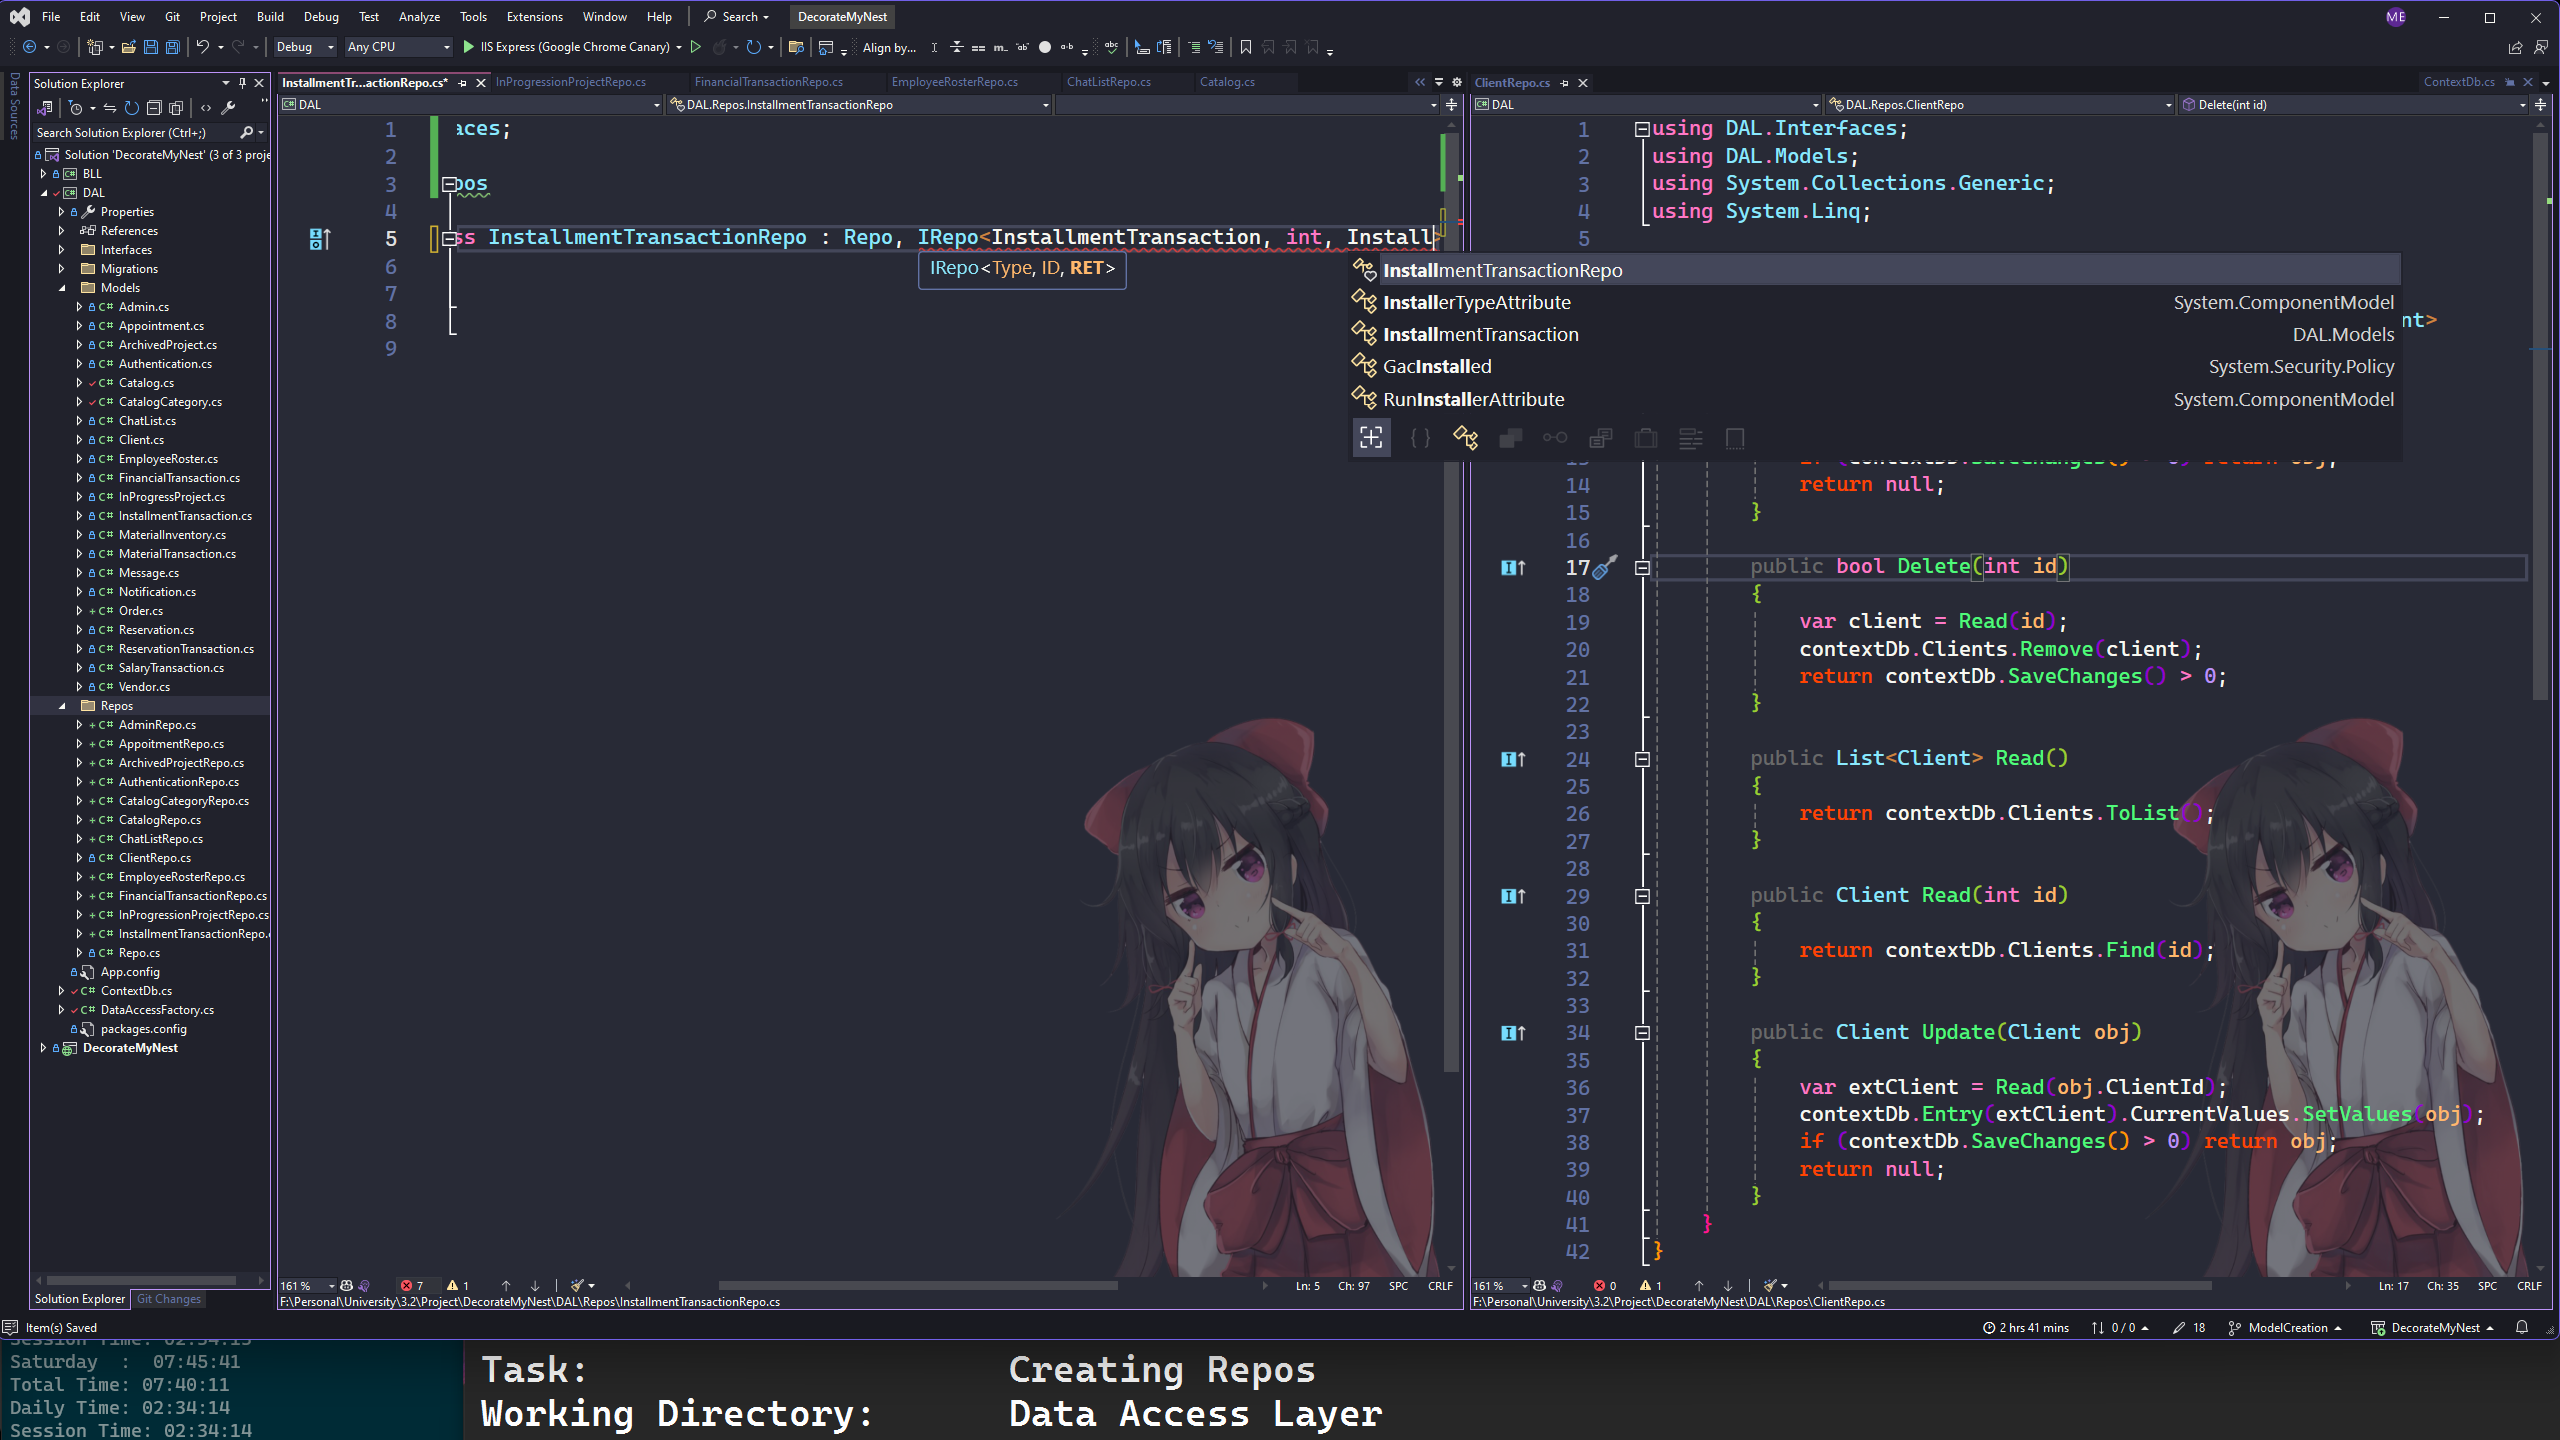 File Edit View Git Project Build Debug Test Analyze Tools Extensions Window Help Search DecorateMyNest ME
Debug Any CPU IIS Express (Google Chrome Canary) Align by...
Data Sources
Solution Explorer
Search Solution Explorer (Ctrl+;)
Solution 'DecorateMyNest' (3 of 3 proje
BLL
DAL
Properties
References
Interfaces
Migrations
Models
Admin.cs
Appointment.cs
ArchivedProject.cs
Authentication.cs
Catalog.cs
CatalogCategory.cs
ChatList.cs
Client.cs
EmployeeRoster.cs
FinancialTransaction.cs
InProgressProject.cs
InstallmentTransaction.cs
MaterialInventory.cs
MaterialTransaction.cs
Message.cs
Notification.cs
Order.cs
Reservation.cs
ReservationTransaction.cs
SalaryTransaction.cs
Vendor.cs
Repos
AdminRepo.cs
AppoitmentRepo.cs
ArchivedProjectRepo.cs
AuthenticationRepo.cs
CatalogCategoryRepo.cs
CatalogRepo.cs
ChatListRepo.cs
ClientRepo.cs
EmployeeRosterRepo.cs
FinancialTransactionRepo.cs
InProgressionProjectRepo.cs
InstallmentTransactionRepo.
Repo.cs
App.config
ContextDb.cs
DataAccessFactory.cs
packages.config
DecorateMyNest
Solution Explorer Git Changes
InstallmentTr...actionRepo.cs* InProgressionProjectRepo.cs FinancialTransactionRepo.cs EmployeeRosterRepo.cs ChatListRepo.cs Catalog.cs
DAL DAL.Repos.InstallmentTransactionRepo
1 aces;
2
3 pos
4
5 ss InstallmentTransactionRepo : Repo, IRepo<InstallmentTransaction, int, Install>
6
7
8
9
IRepo<Type, ID, RET>
InstallmentTransactionRepo
InstallerTypeAttribute System.ComponentModel
InstallmentTransaction DAL.Models
GacInstalled System.Security.Policy
RunInstallerAttribute System.ComponentModel
161 % 7 1 Ln: 5 Ch: 97 SPC CRLF
F:\Personal\University\3.2\Project\DecorateMyNest\DAL\Repos\InstallmentTransactionRepo.cs
ClientRepo.cs ContextDb.cs
DAL DAL.Repos.ClientRepo Delete(int id)
1 using DAL.Interfaces;
2 using DAL.Models;
3 using System.Collections.Generic;
4 using System.Linq;
5
nt>
13 if (contextDb.SaveChanges() > 0) return obj;
14 return null;
15 }
16
17 public bool Delete(int id)
18 {
19 var client = Read(id);
20 contextDb.Clients.Remove(client);
21 return contextDb.SaveChanges() > 0;
22 }
23
24 public List<Client> Read()
25 {
26 return contextDb.Clients.ToList();
27 }
28
29 public Client Read(int id)
30 {
31 return contextDb.Clients.Find(id);
32 }
33
34 public Client Update(Client obj)
35 {
36 var extClient = Read(obj.ClientId);
37 contextDb.Entry(extClient).CurrentValues.SetValues(obj);
38 if (contextDb.SaveChanges() > 0) return obj;
39 return null;
40 }
41 }
42 }
161 % 0 1 Ln: 17 Ch: 35 SPC CRLF
F:\Personal\University\3.2\Project\DecorateMyNest\DAL\Repos\ClientRepo.cs
Item(s) Saved 2 hrs 41 mins 0 / 0 18 ModelCreation DecorateMyNest
Session Time: 02:34:13
Saturday : 07:45:41
Total Time: 07:40:11
Daily Time: 02:34:14
Session Time: 02:34:14
Task: Creating Repos
Working Directory: Data Access Layer